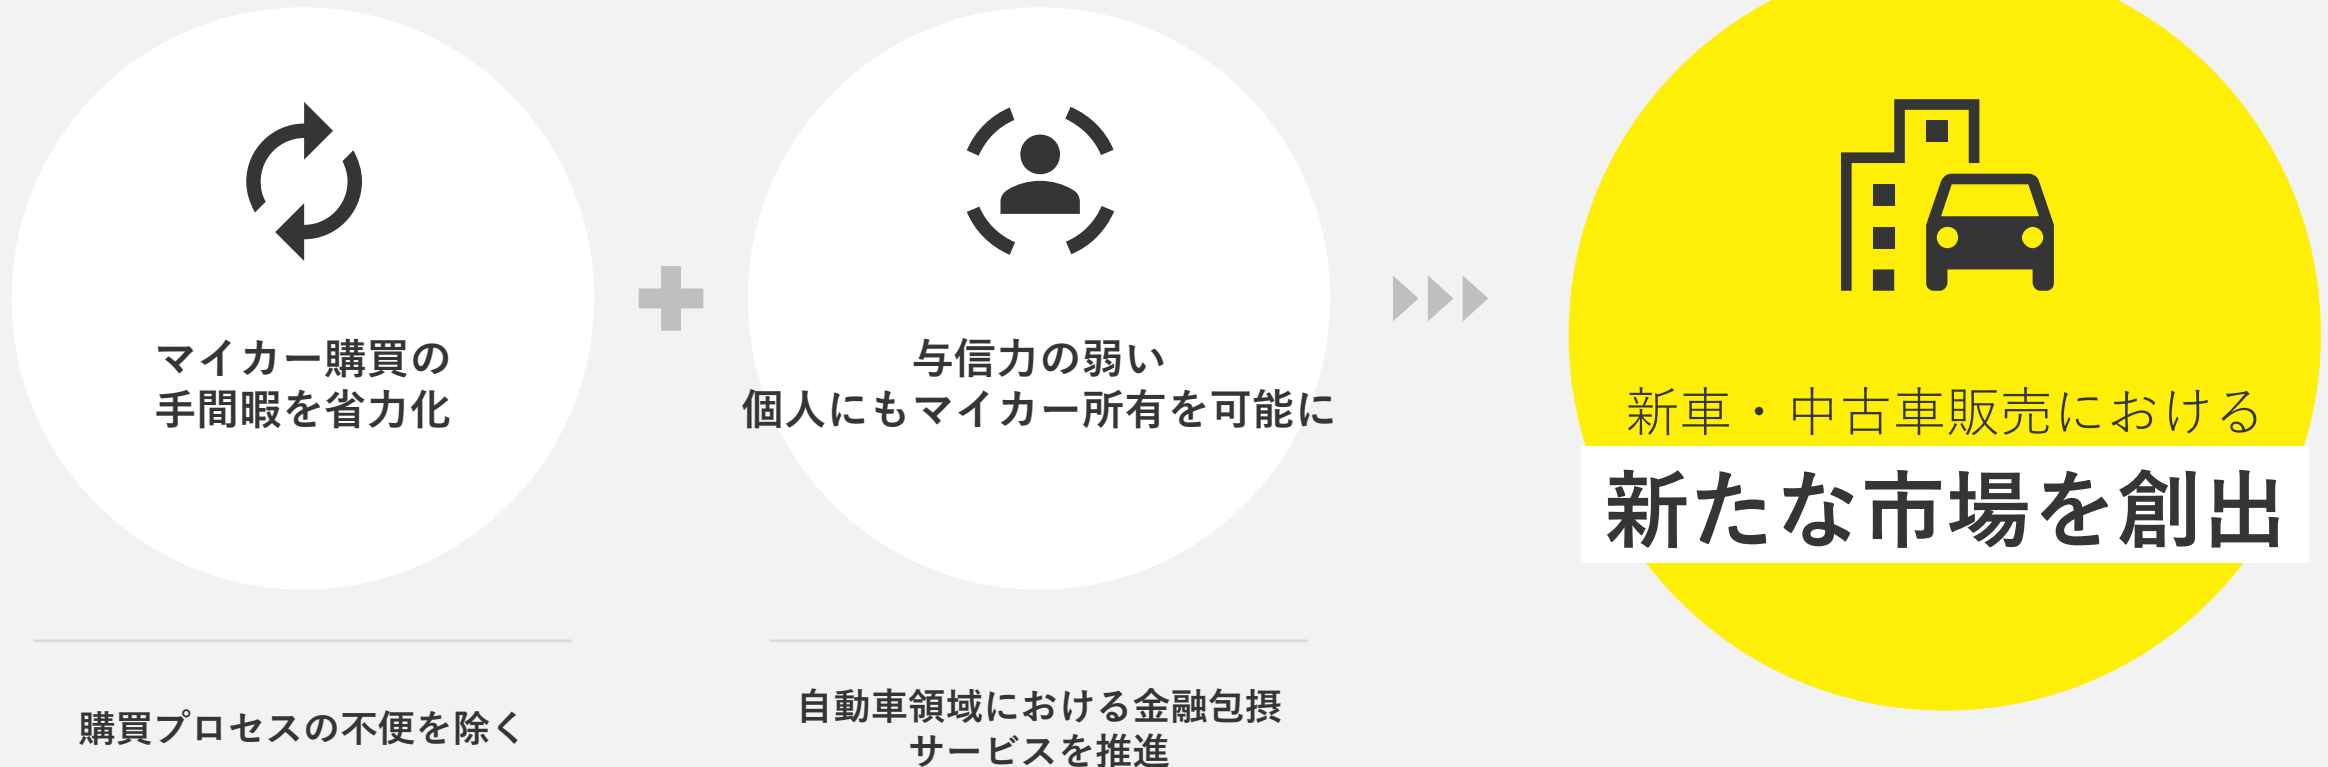 マイカー購買の
手間暇を省力化
購買プロセスの不便を除く
与信力の弱い
個人にもマイカー所有を可能に
自動車領域における金融包摂
サービスを推進
新車・中古車販売における
新たな市場を創出